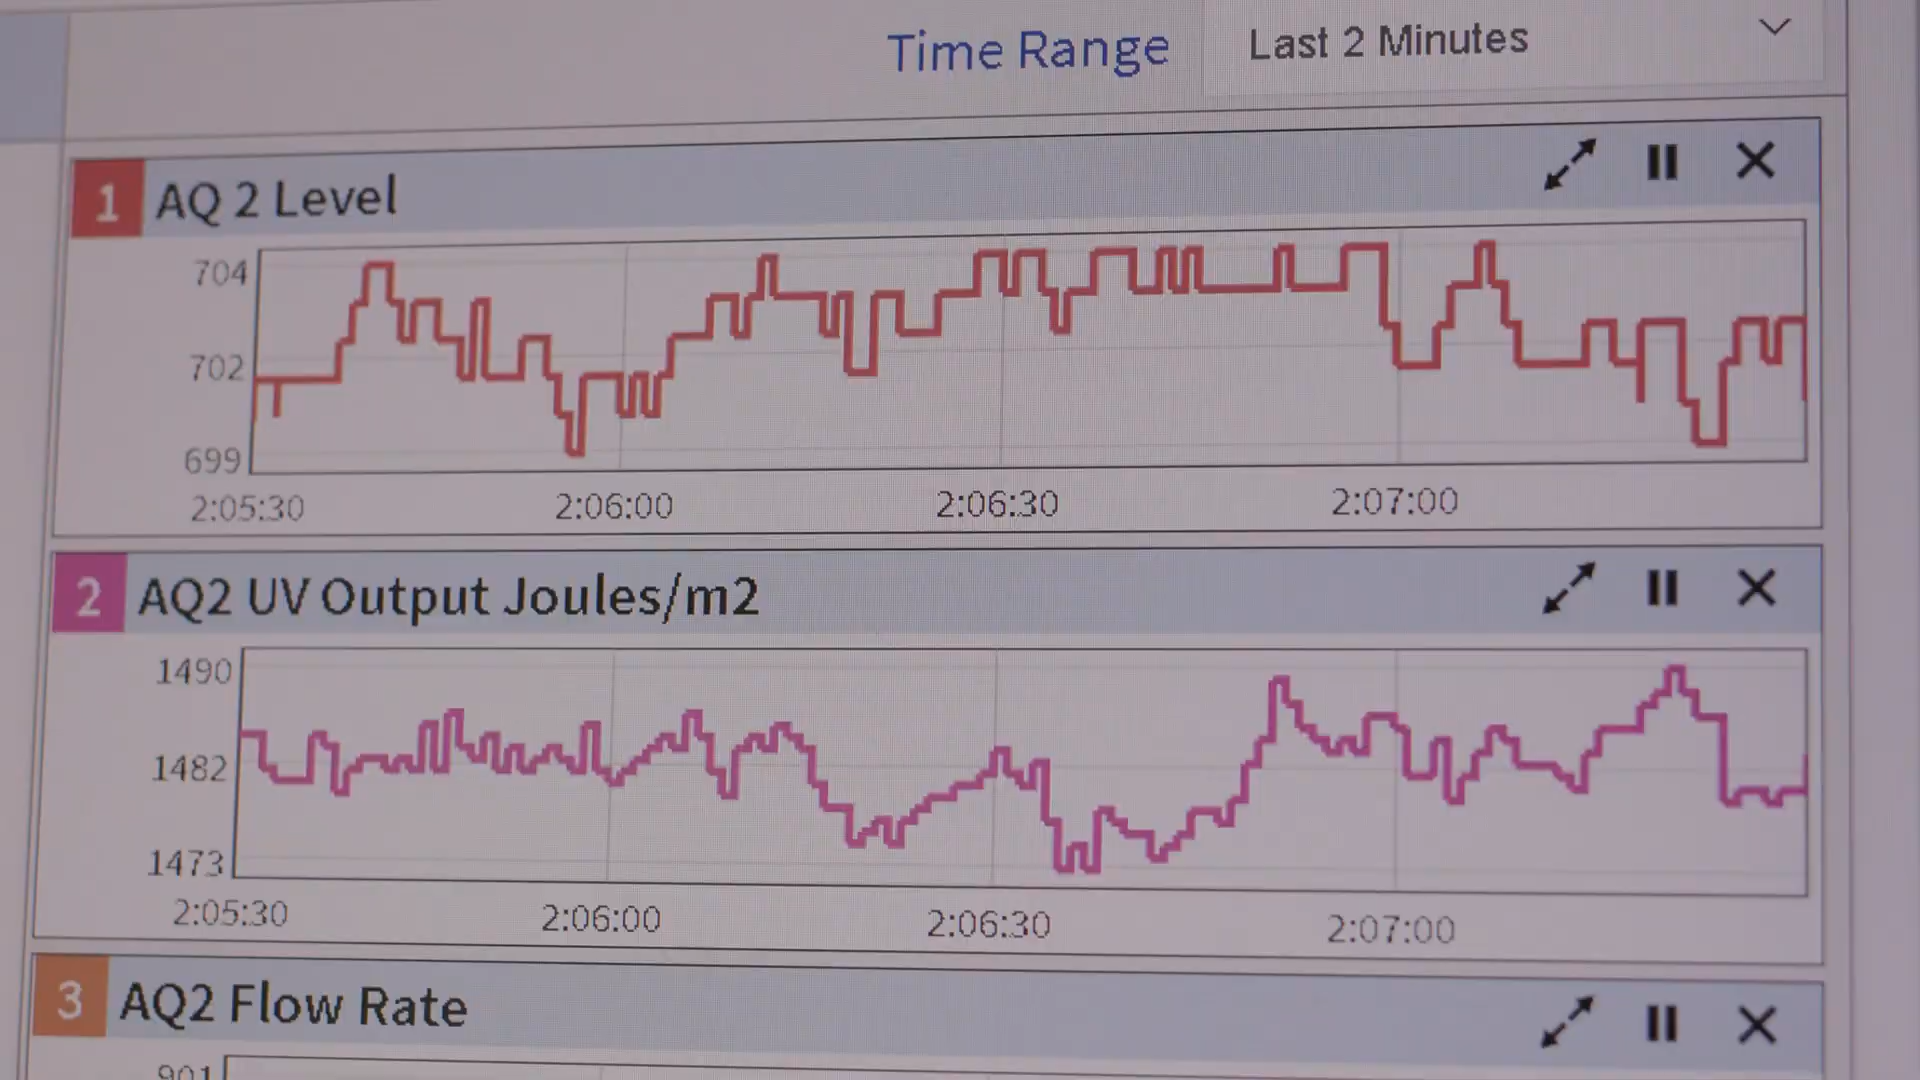 Time Range Last 2 Minutes
1 AQ 2 Level
704
702
699
2:05:30 2:06:00 2:06:30 2:07:00
2 AQ2 UV Output Joules/m2
1490
1482
1473
2:05:30 2:06:00 2:06:30 2:07:00
3 AQ2 Flow Rate
901